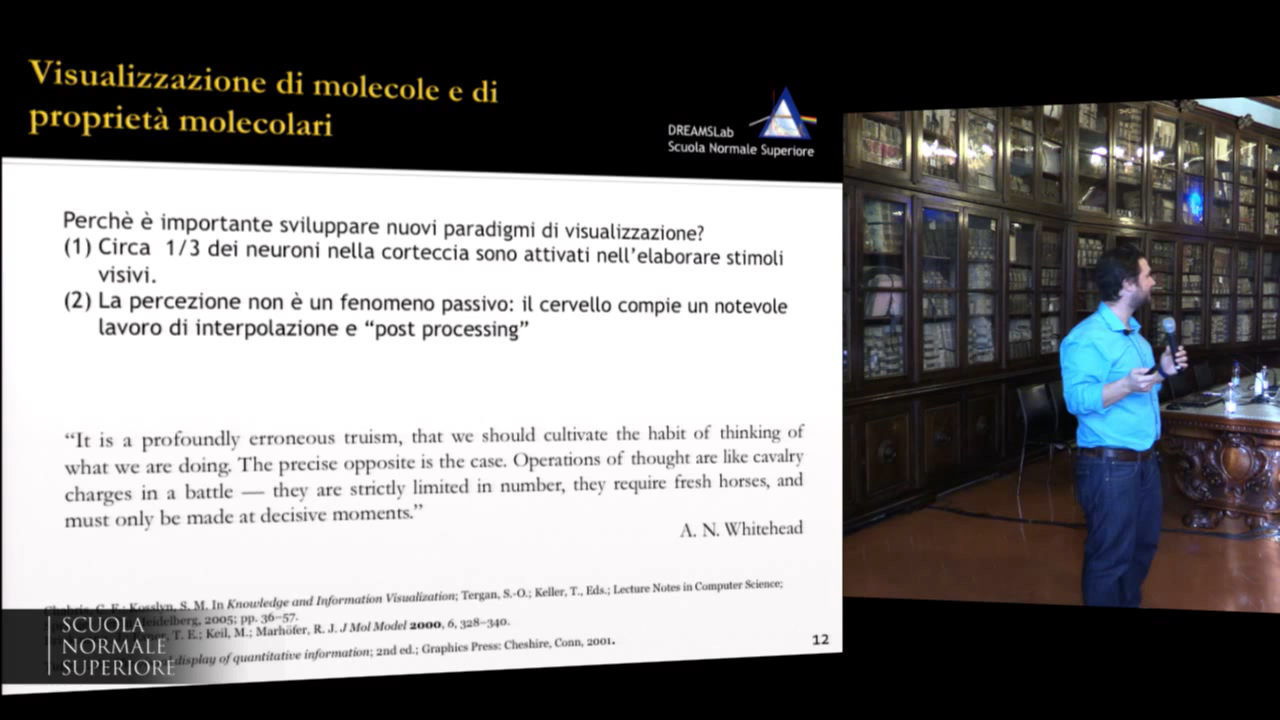 Visualizzazione di molecole e di
proprietà molecolari
DREAMSLab
Scuola Normale Superiore
Perchè è importante sviluppare nuovi paradigmi di visualizzazione?
(1) Circa 1/3 dei neuroni nella corteccia sono attivati nell'elaborare stimoli
visivi.
(2) La percezione non è un fenomeno passivo: il cervello compie un notevole
lavoro di interpolazione e “post processing”
“It is a profoundly erroneous truism, that we should cultivate the habit of thinking of
what we are doing. The precise opposite is the case. Operations of thought are like cavalry
charges in a battle — they are strictly limited in number, they require fresh horses, and
must only be made at decisive moments.”
A. N. Whitehead
C. F.; Kosslyn, S. M. In Knowledge and Information Visualization; Tergan, S.-O.; Keller, T., Eds.; Lecture Notes in Computer Science;
2005; pp. 36–57.
T. E.; Keil, M.; Marhöfer, R. J. J Mol Model 2000, 6, 328–340.
display of quantitative information; 2nd ed.; Graphics Press: Cheshire, Conn, 2001.
12
SCUOLA
NORMALE
SUPERIORE